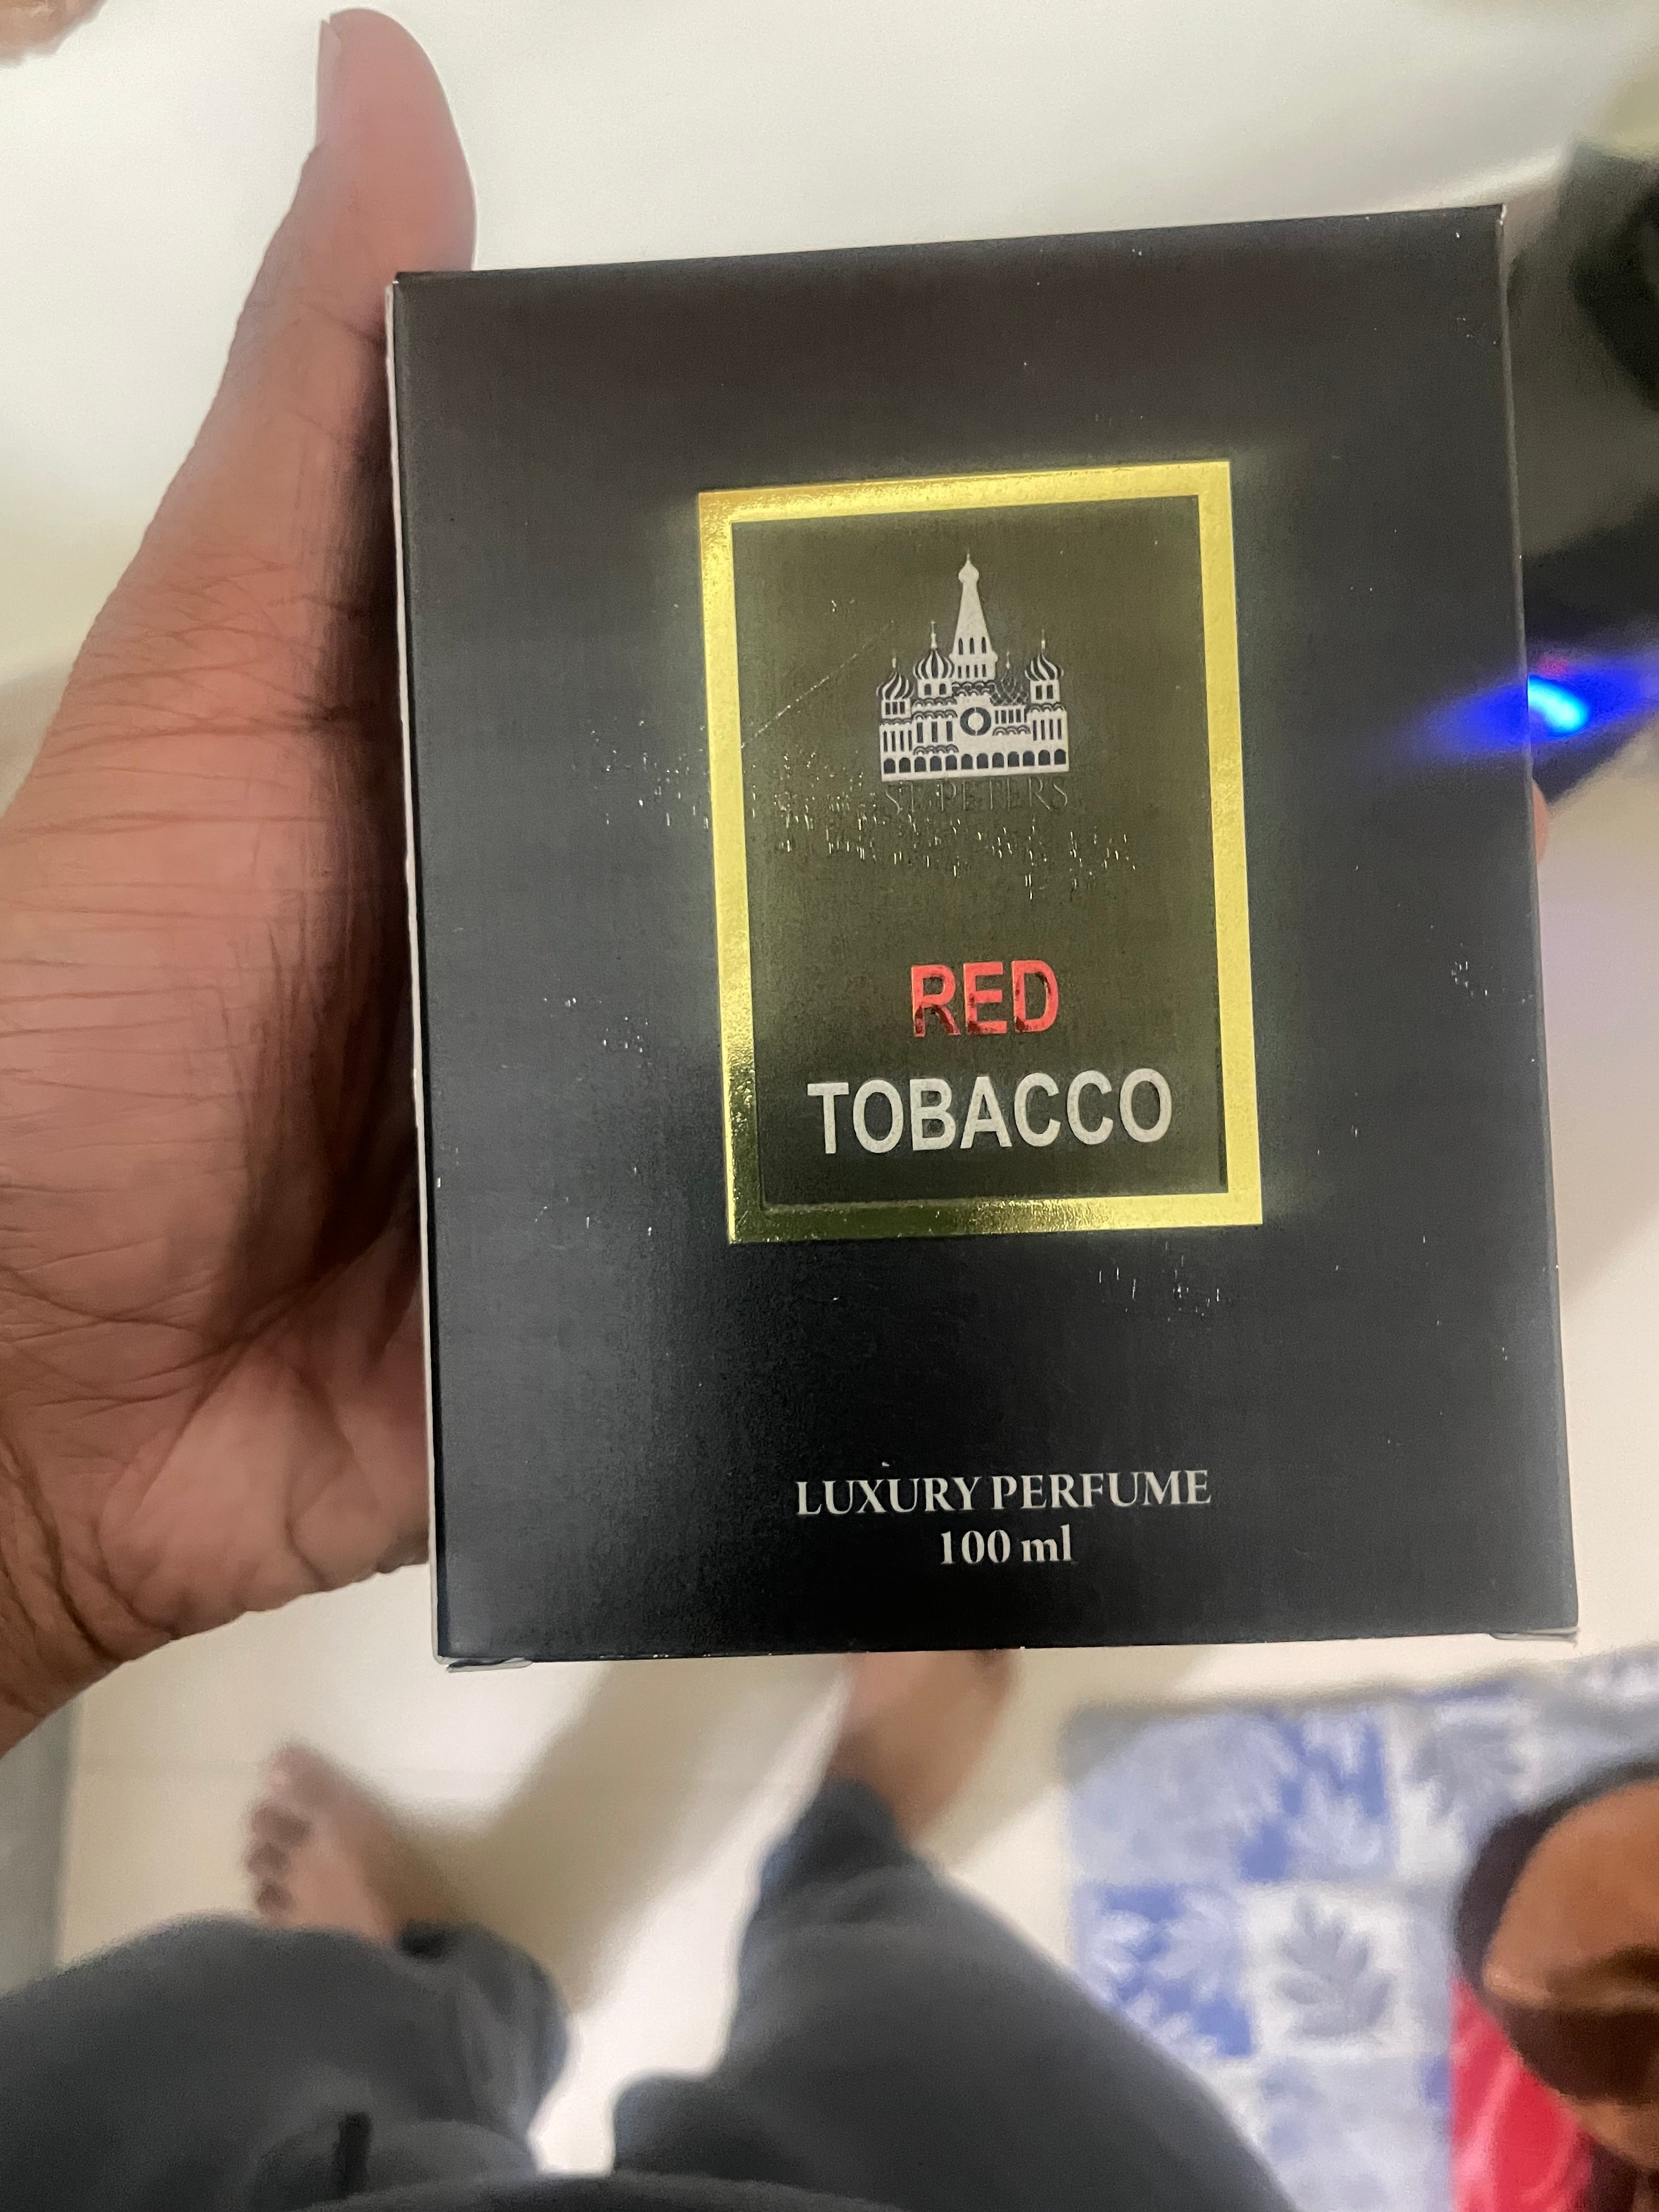 ST. PETERS
RED
TOBACCO
LUXURY PERFUME
100 ml